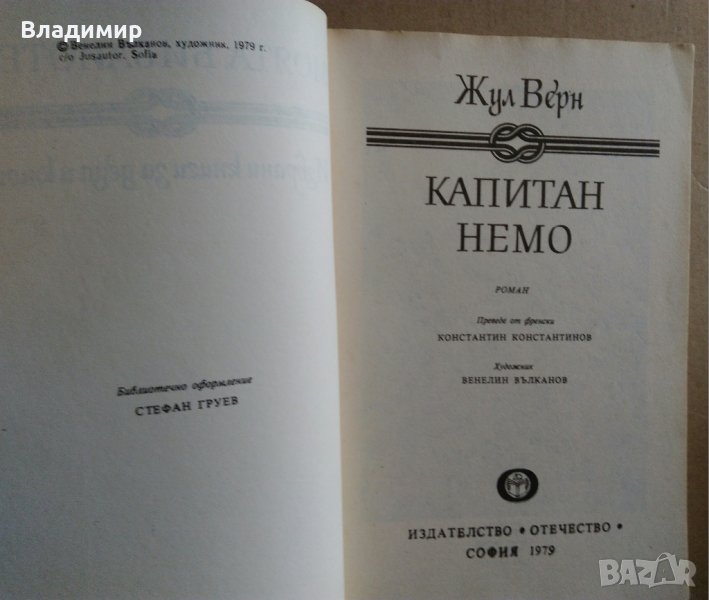 Владимир
© Венелин Вълканов, художник, 1979 г.
c/o Jusautor, Sofia
Библиотечно оформление
СТЕФАН ГРУЕВ
Жул Верн
КАПИТАН
НЕМО
РОМАН
Преведе от френски
КОНСТАНТИН КОНСТАНТИНОВ
Художник
ВЕНЕЛИН ВЪЛКАНОВ
ИЗДАТЕЛСТВО • ОТЕЧЕСТВО •
СОФИЯ 1979
BAZAR